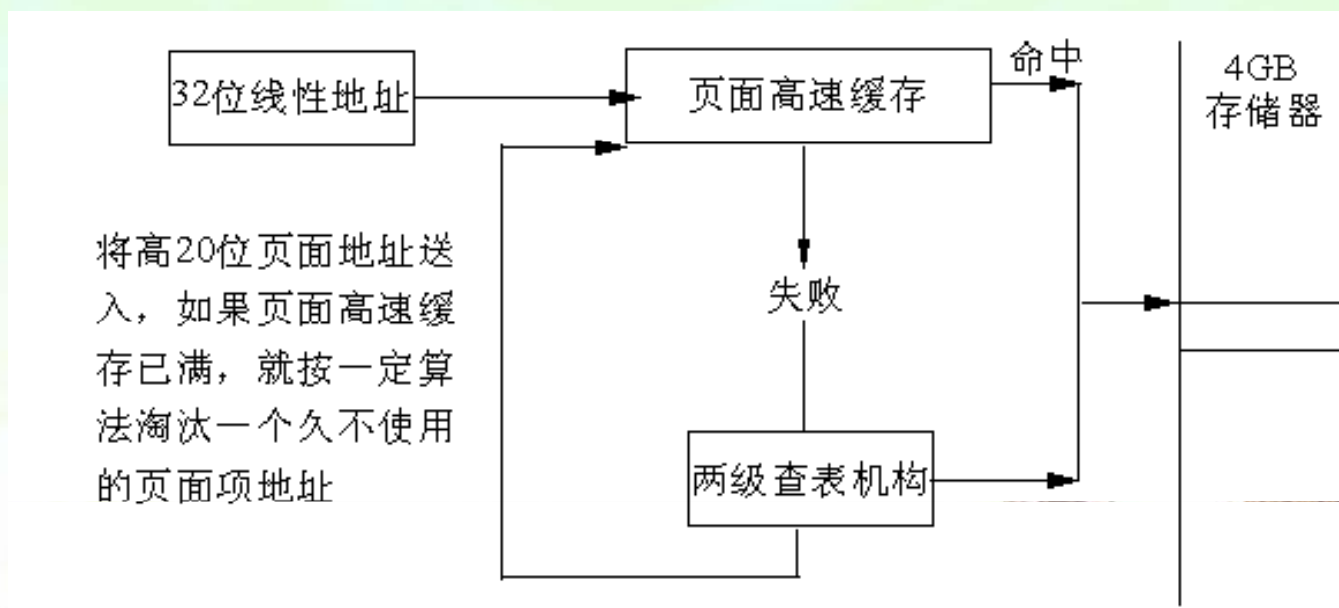 32位线性地址
页面高速缓存
命中
4GB
存储器
将高20位页面地址送
入，如果页面高速缓
存已满，就按一定算
法淘汰一个久不使用
的页面项地址
失败
两级查表机构